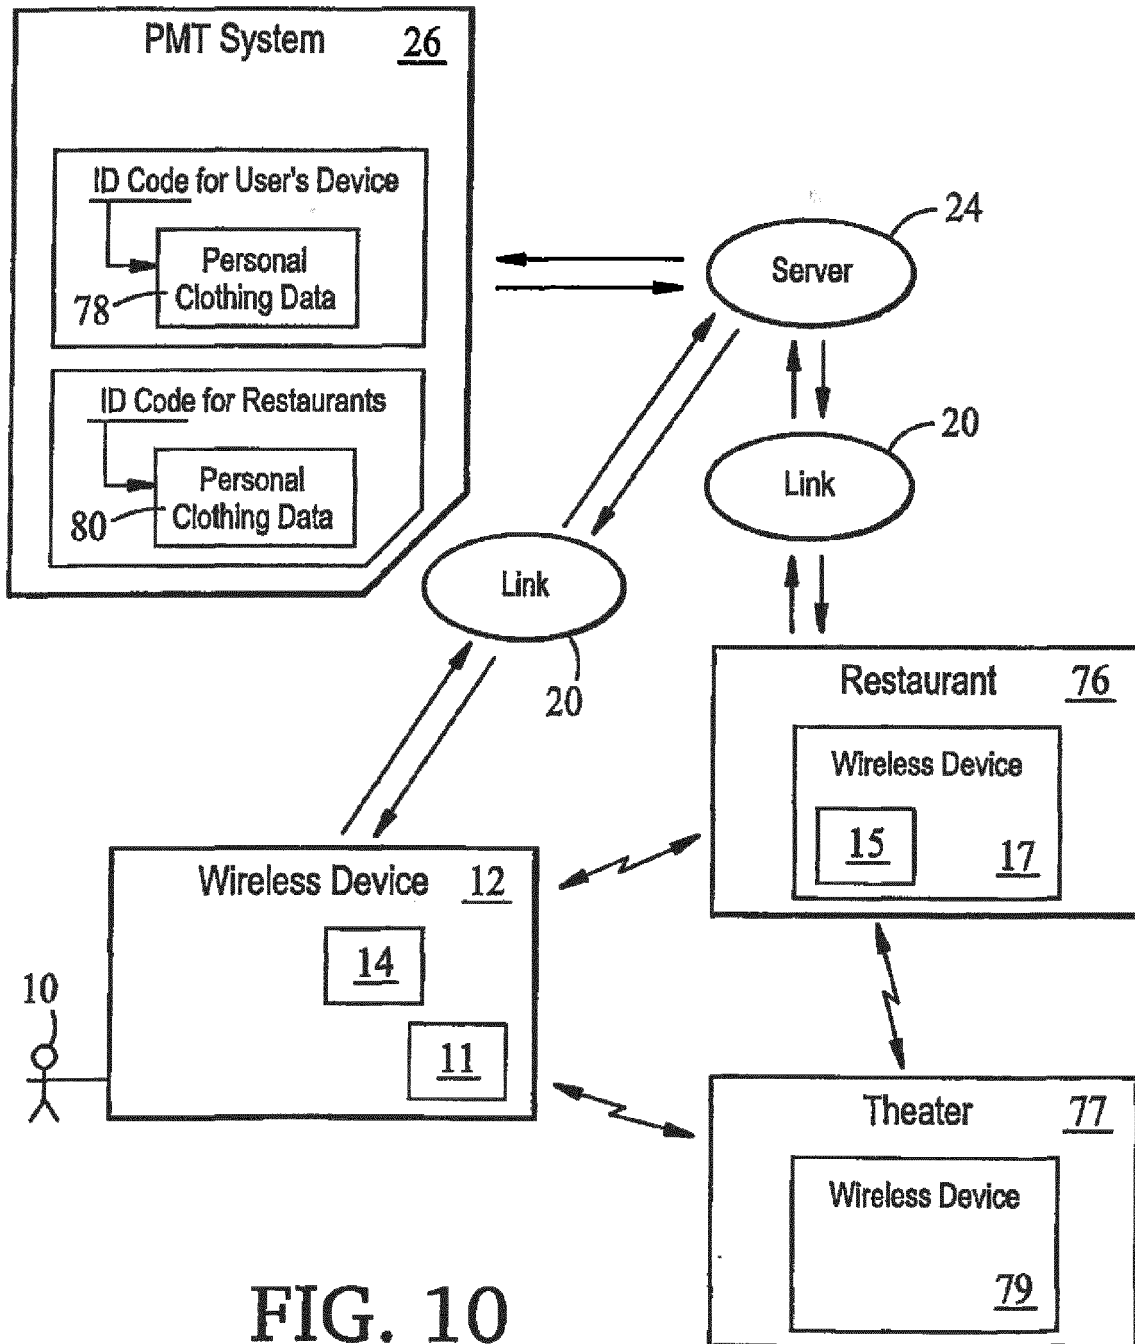 PMT System 26
ID Code for User's Device
Personal
Clothing Data
78
ID Code for Restaurants
Personal
Clothing Data
80
24
Server
20
Link
Link
20
Restaurant 76
Wireless Device
15
17
Wireless Device 12
14
11
10
Theater 77
Wireless Device
79
FIG. 10